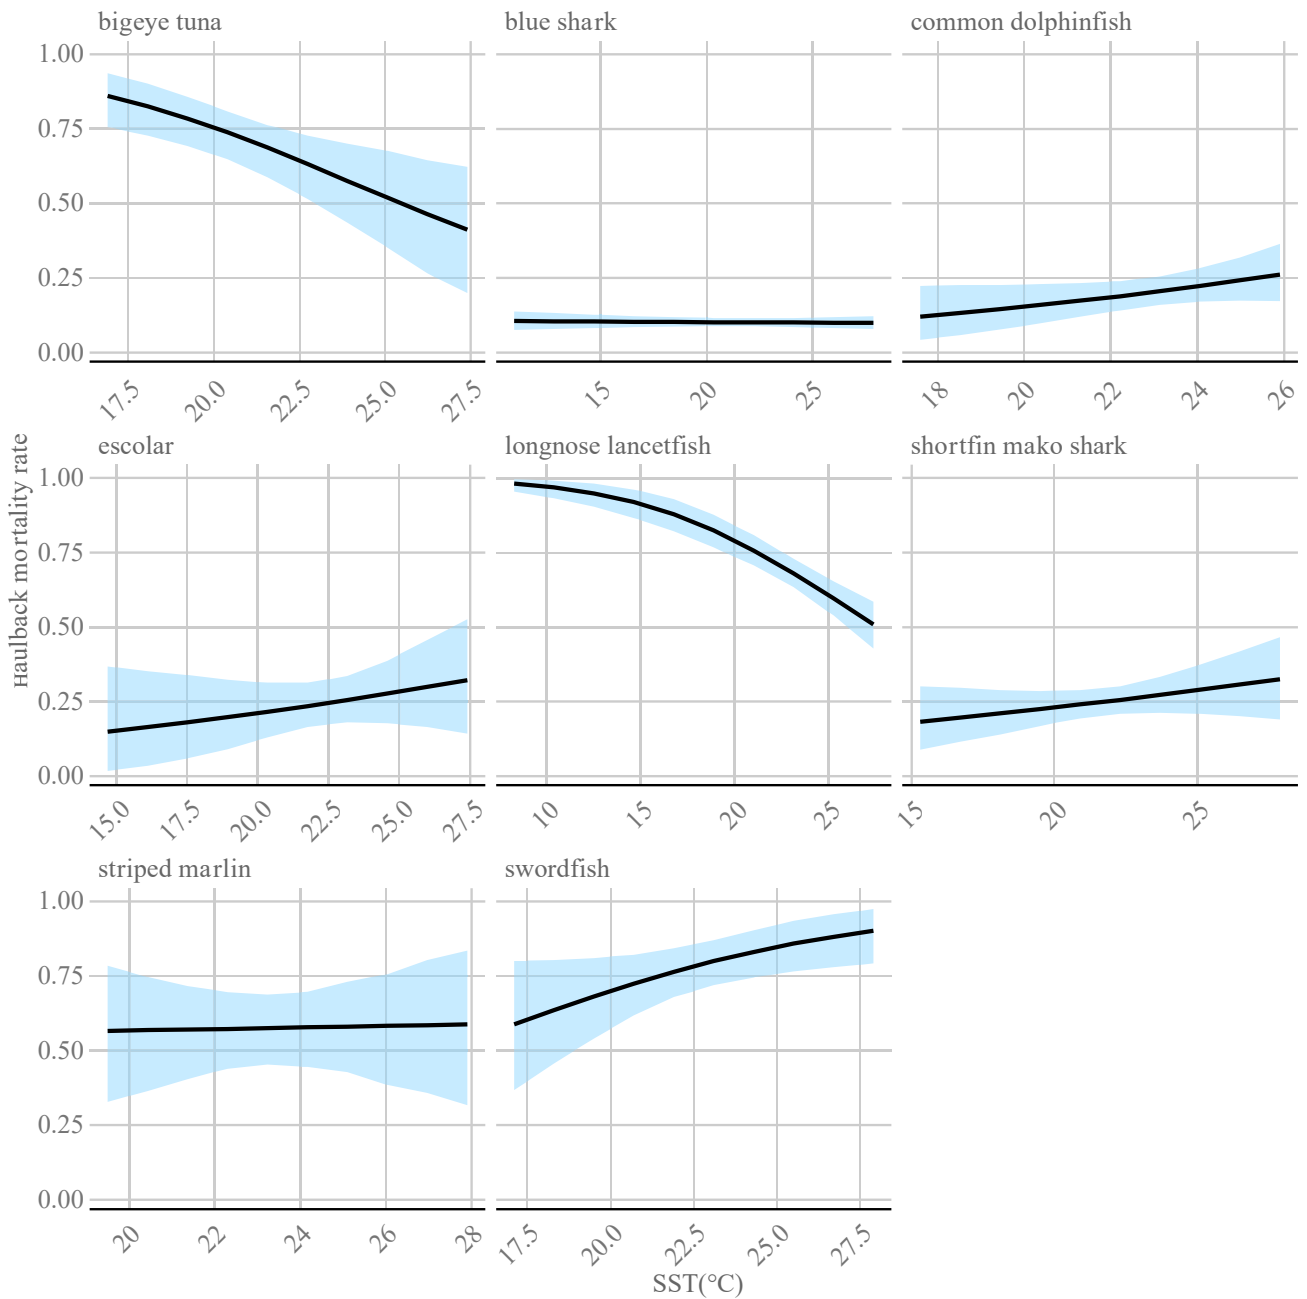 bigeye tuna
blue shark
common dolphinfish
1.00
0.75
0.50
0.25
0.00
17.5 20.0 22.5 25.0 27.5
15 20 25
18 20 22 24 26
Haulback mortality rate
escolar
longnose lancetfish
shortfin mako shark
1.00
0.75
0.50
0.25
0.00
15.0 17.5 20.0 22.5 25.0 27.5
10 15 20 25
15 20 25
striped marlin
swordfish
1.00
0.75
0.50
0.25
0.00
20 22 24 26 28
17.5 20.0 22.5 25.0 27.5
SST(°C)